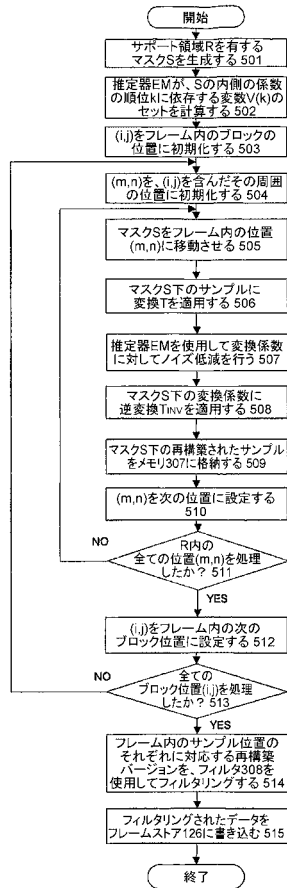 開始
サポート領域Rを有する
マスクSを生成する 501
推定器EMが、Sの内側の係数
の順位kに依存する変数V(k)の
セットを計算する 502
(i,j)をフレーム内のブロックの
位置に初期化する 503
(m,n)を、(i,j)を含んだその周囲
の位置に初期化する 504
マスクSをフレーム内の位置
(m,n)に移動させる 505
マスクS下のサンプルに
変換Tを適用する 506
推定器EMを使用して変換係数
に対してノイズ低減を行う 507
マスクS下の変換係数に
逆変換TINVを適用する 508
マスクS下の再構築されたサンプル
をメモリ307に格納する 509
(m,n)を次の位置に設定する
510
NO
R内の
全ての位置(m,n)を処理
したか? 511
YES
(i,j)をフレーム内の次の
ブロック位置に設定する 512
NO
全ての
ブロック位置(i,j)を処理
したか? 513
YES
フレーム内のサンプル位置の
それぞれに対応する再構築
バージョンを、フィルタ308を
使用してフィルタリングする 514
フィルタリングされたデータを
フレームストア126に書き込む 515
終了